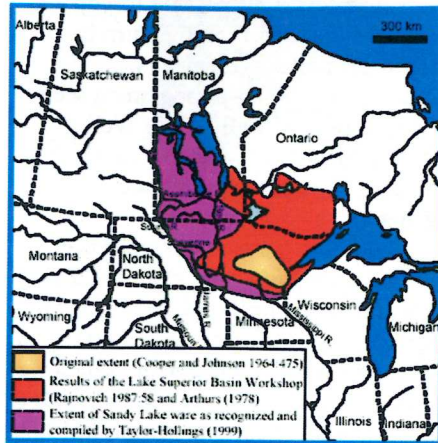 300 km
Alberta
Saskatchewan
Manitoba
Ontario
Montana
North
Dakota
Wyoming
South
Dakota
Minnesota
Wisconsin
Michigan
Mississippi R.
Illinois
Indiana
Original extent (Cooper and Johnson 1964:475)
Results of the Lake Superior Basin Workshop
(Rajnovich 1987:58 and Arthurs (1978)
Extent of Sandy Lake ware as recognized and
compiled by Taylor-Hollings (1999)